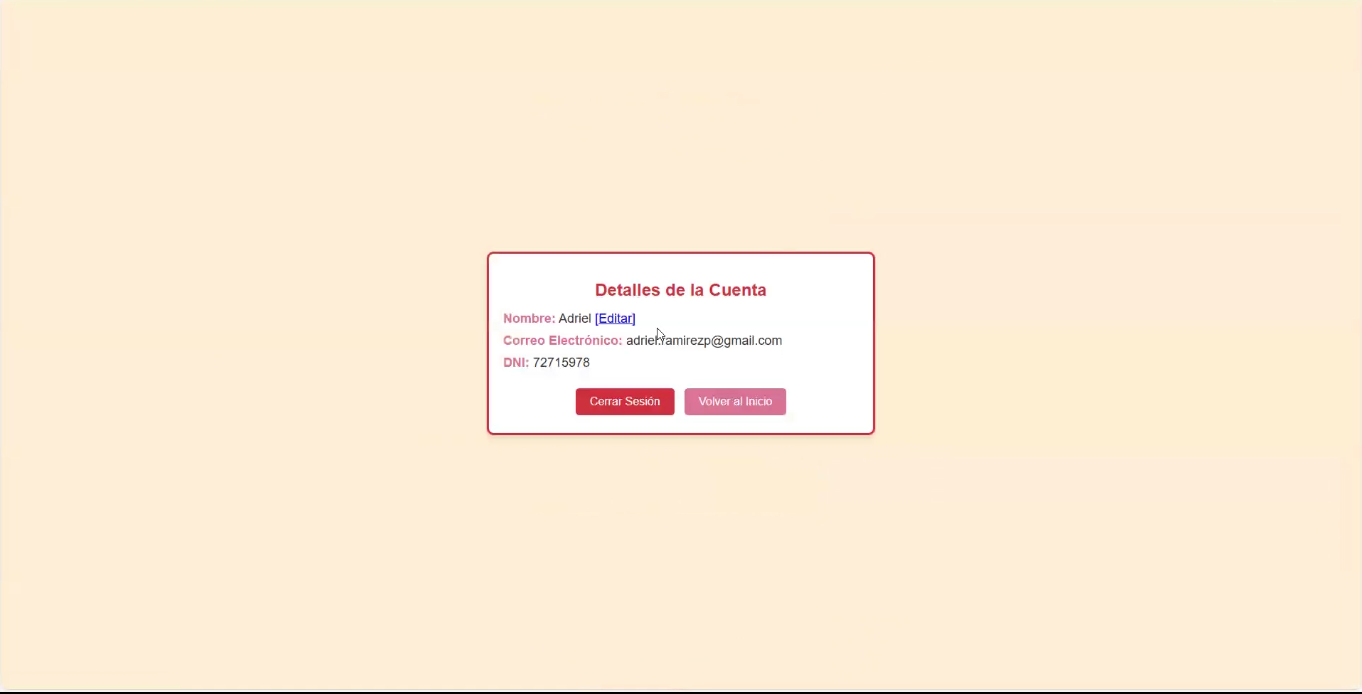 Detalles de la Cuenta
Nombre: Adriel [Editar]
Correo Electrónico: adriel.ramirezp@gmail.com
DNI: 72715978
Cerrar Sesión Volver al Inicio